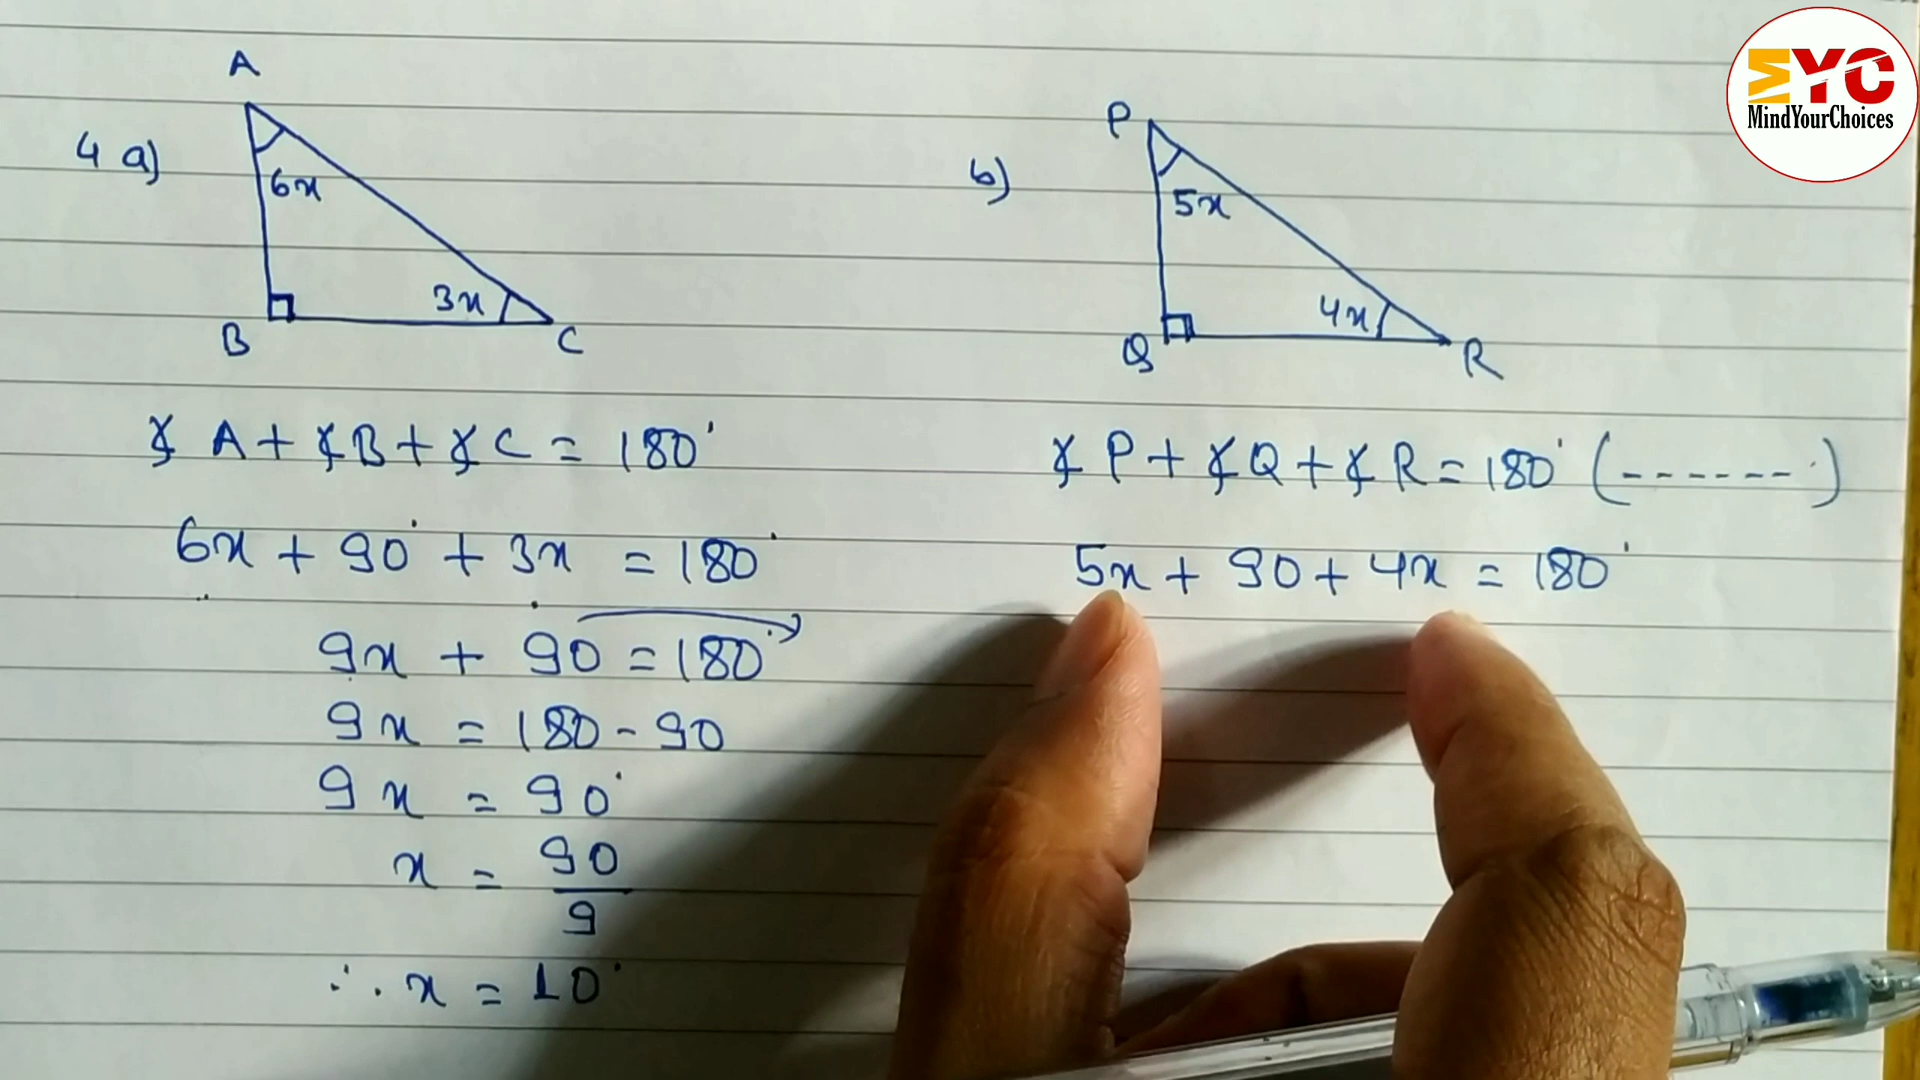 MYC
MindYourChoices
4 a)
A
6x
B
3x
C
∠A + ∠B + ∠C = 180°
6x + 90° + 3x = 180°
9x + 90 = 180°
9x = 180 - 90
9x = 90°
x = 90/9
∴ x = 10°
b)
P
5x
Q
4x
R
∠P + ∠Q + ∠R = 180° (------)
5x + 90 + 4x = 180°